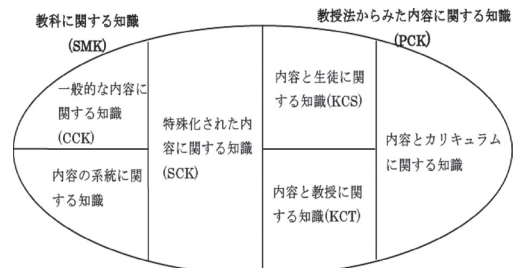 教科に関する知識
(SMK)
教授法からみた内容に関する知識
(PCK)
一般的な内容に
関する知識
(CCK)
内容の系統に関
する知識
特殊化された内
容に関する知識
(SCK)
内容と生徒に関
する知識(KCS)
内容と教授に関
する知識(KCT)
内容とカリキュラム
に関する知識